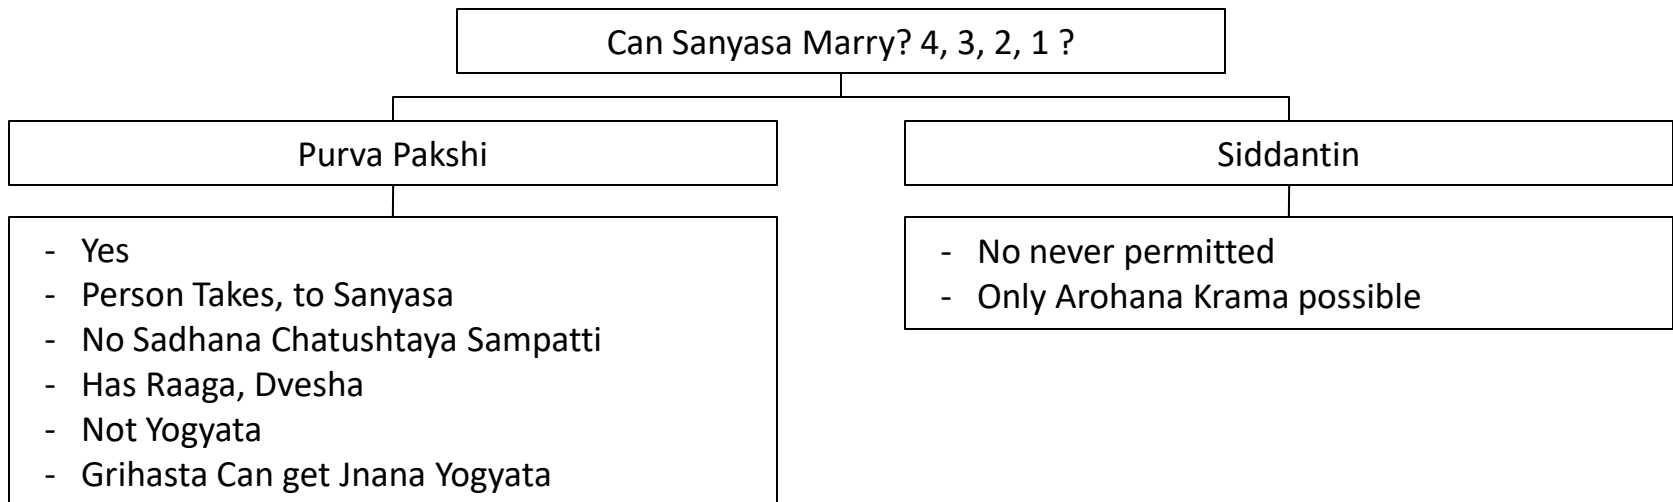 Can Sanyasa Marry? 4, 3, 2, 1 ?
Purva Pakshi
- Yes
- Person Takes, to Sanyasa
- No Sadhana Chatushtaya Sampatti
- Has Raaga, Dvesha
- Not Yogyata
- Grihasta Can get Jnana Yogyata
Siddantin
- No never permitted
- Only Arohana Krama possible